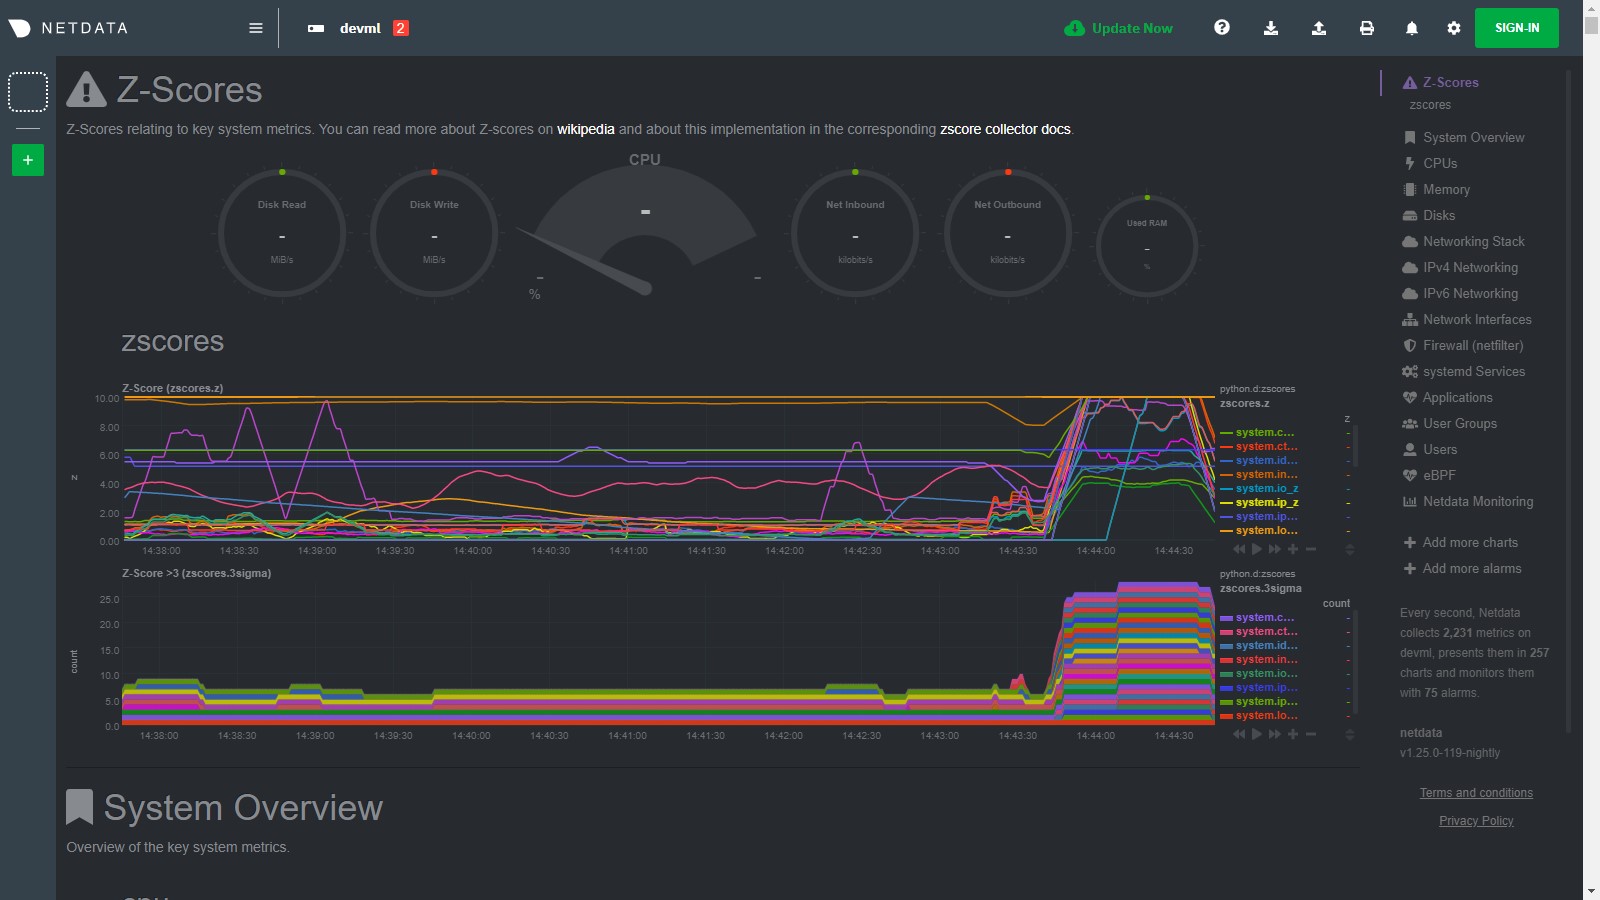 NETDATA
devml 2
Update Now
SIGN-IN
+
Z-Scores
Z-Scores relating to key system metrics. You can read more about Z-scores on wikipedia and about this implementation in the corresponding zscore collector docs.
Disk Read
-
MiB/s
Disk Write
-
MiB/s
CPU
-
- -
%
Net Inbound
-
kilobits/s
Net Outbound
-
kilobits/s
Used RAM
-
%
zscores
Z-Score (zscores.z)
10.00
8.00
6.00
4.00
2.00
0.00
z
14:38:00 14:38:30 14:39:00 14:39:30 14:40:00 14:40:30 14:41:00 14:41:30 14:42:00 14:42:30 14:43:00 14:43:30 14:44:00 14:44:30
python.d:zscores
zscores.z
z
system.c... -
system.ct... -
system.id... -
system.in... -
system.io_z -
system.ip_z -
system.ip... -
system.lo... -
Z-Score >3 (zscores.3sigma)
25.0
20.0
15.0
10.0
5.0
0.0
count
14:38:00 14:38:30 14:39:00 14:39:30 14:40:00 14:40:30 14:41:00 14:41:30 14:42:00 14:42:30 14:43:00 14:43:30 14:44:00 14:44:30
python.d:zscores
zscores.3sigma
count
system.c... -
system.ct... -
system.id... -
system.in... -
system.io... -
system.ip... -
system.ip... -
system.lo... -
System Overview
Overview of the key system metrics.
Z-Scores
zscores
System Overview
CPUs
Memory
Disks
Networking Stack
IPv4 Networking
IPv6 Networking
Network Interfaces
Firewall (netfilter)
systemd Services
Applications
User Groups
Users
eBPF
Netdata Monitoring
Add more charts
Add more alarms
Every second, Netdata
collects 2,231 metrics on
devml, presents them in 257
charts and monitors them
with 75 alarms.
netdata
v1.25.0-119-nightly
Terms and conditions
Privacy Policy